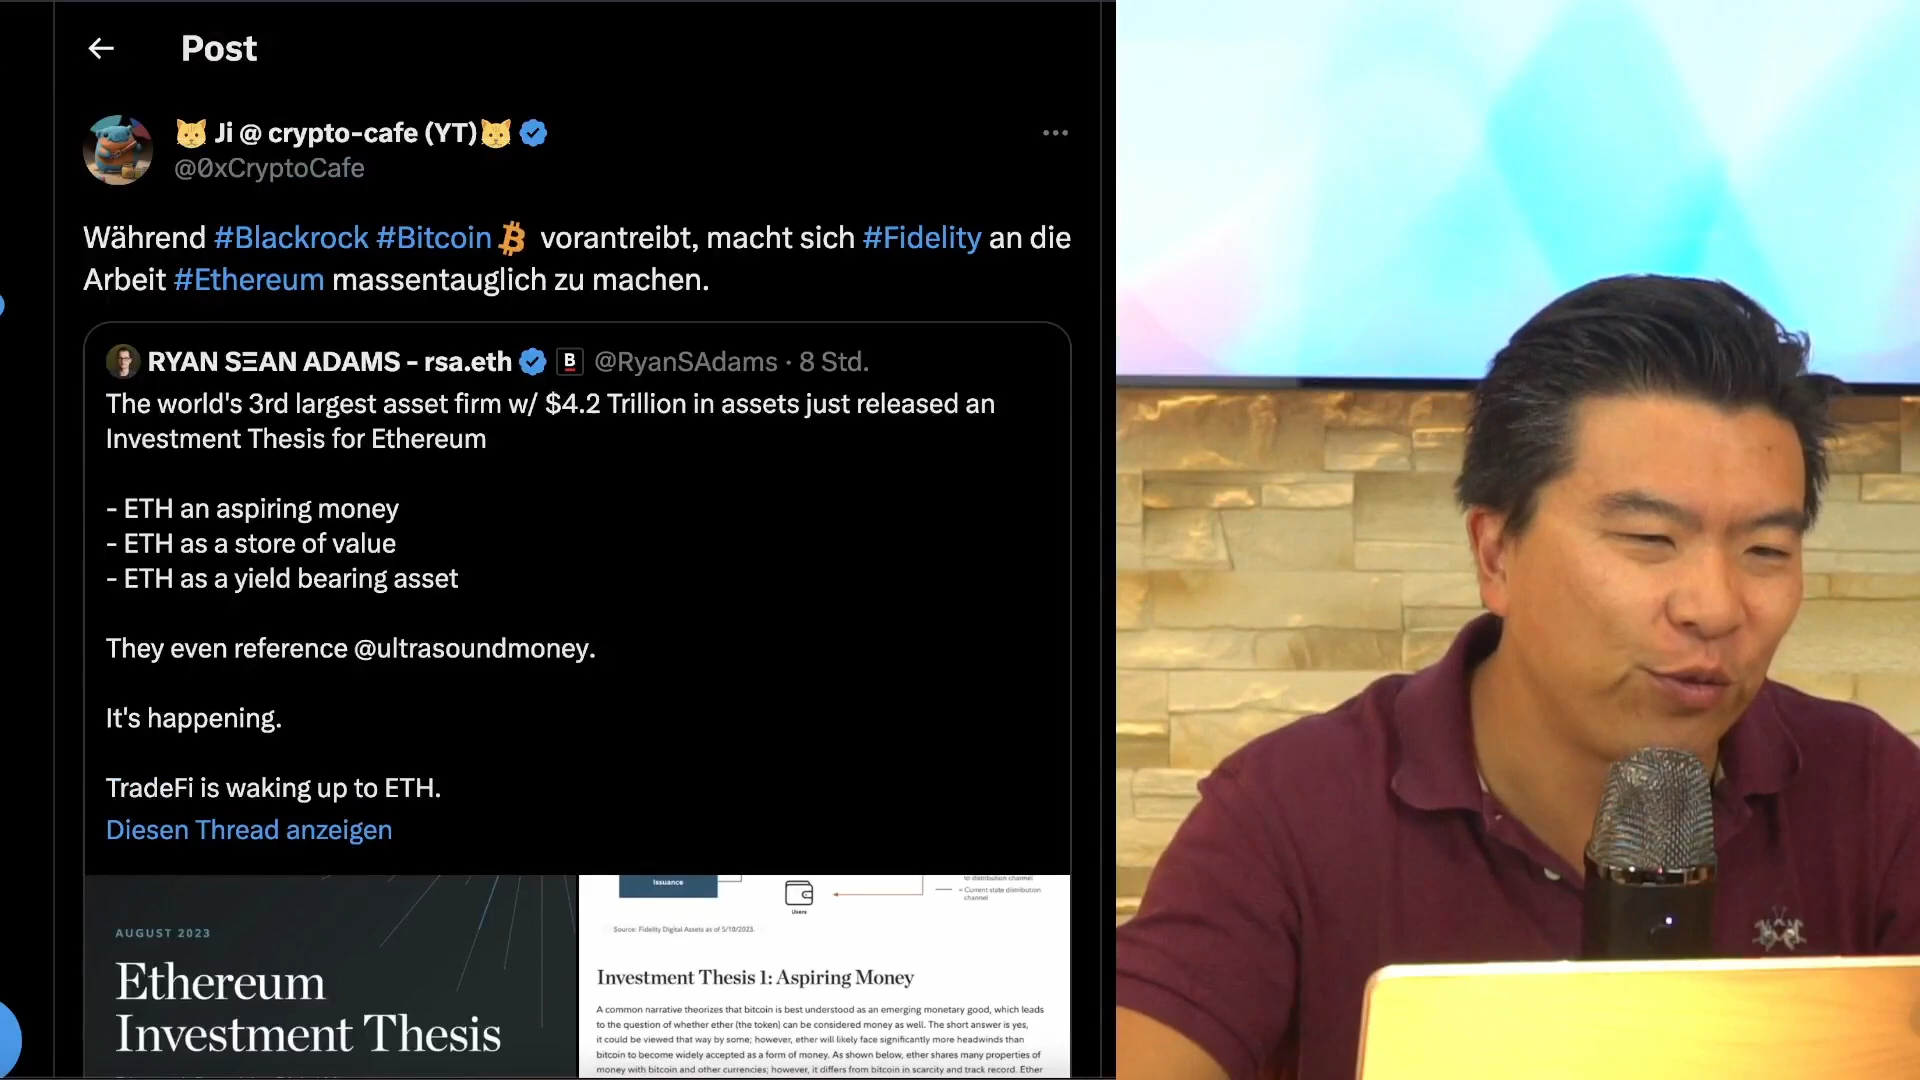 Post
Ji @ crypto-cafe (YT)
@0xCryptoCafe
Während #Blackrock #Bitcoin vorantreibt, macht sich #Fidelity an die
Arbeit #Ethereum massentauglich zu machen.
RYAN SΞAN ADAMS - rsa.eth B @RyanSAdams · 8 Std.
The world's 3rd largest asset firm w/ $4.2 Trillion in assets just released an
Investment Thesis for Ethereum
- ETH an aspiring money
- ETH as a store of value
- ETH as a yield bearing asset
They even reference @ultrasoundmoney.
It's happening.
TradeFi is waking up to ETH.
Diesen Thread anzeigen
AUGUST 2023
Ethereum
Investment Thesis
Issuance
Users
to distribution channel
= Current state distribution
channel
Source: Fidelity Digital Assets as of 5/10/2023.
Investment Thesis 1: Aspiring Money
A common narrative theorizes that bitcoin is best understood as an emerging monetary good, which leads
to the question of whether ether (the token) can be considered money as well. The short answer is yes,
it could be viewed that way by some; however, ether will likely face significantly more headwinds than
bitcoin to become widely accepted as a form of money. As shown below, ether shares many properties of
money with bitcoin and other currencies; however, it differs from bitcoin in scarcity and track record. Ether